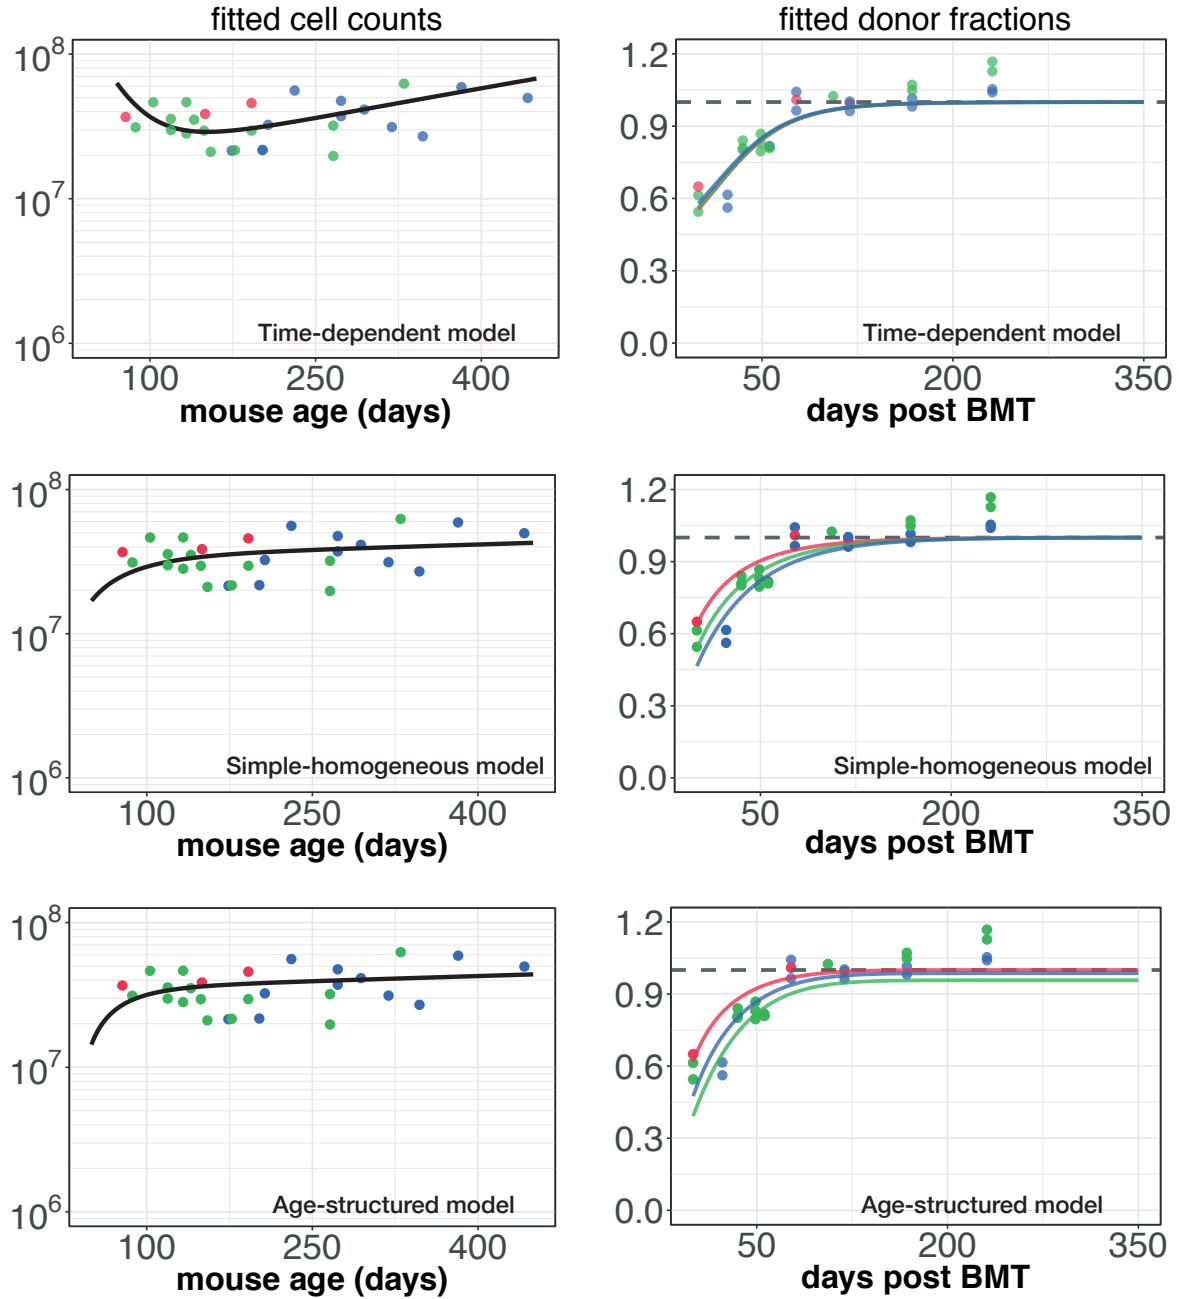 fitted cell counts
fitted donor fractions
10^8
10^7
10^6
Time-dependent model
100 250 400
mouse age (days)
1.2
0.9
0.6
0.3
0.0
Time-dependent model
50 200 350
days post BMT
10^8
10^7
10^6
Simple-homogeneous model
100 250 400
mouse age (days)
1.2
0.9
0.6
0.3
0.0
Simple-homogeneous model
50 200 350
days post BMT
10^8
10^7
10^6
Age-structured model
100 250 400
mouse age (days)
1.2
0.9
0.6
0.3
0.0
Age-structured model
50 200 350
days post BMT